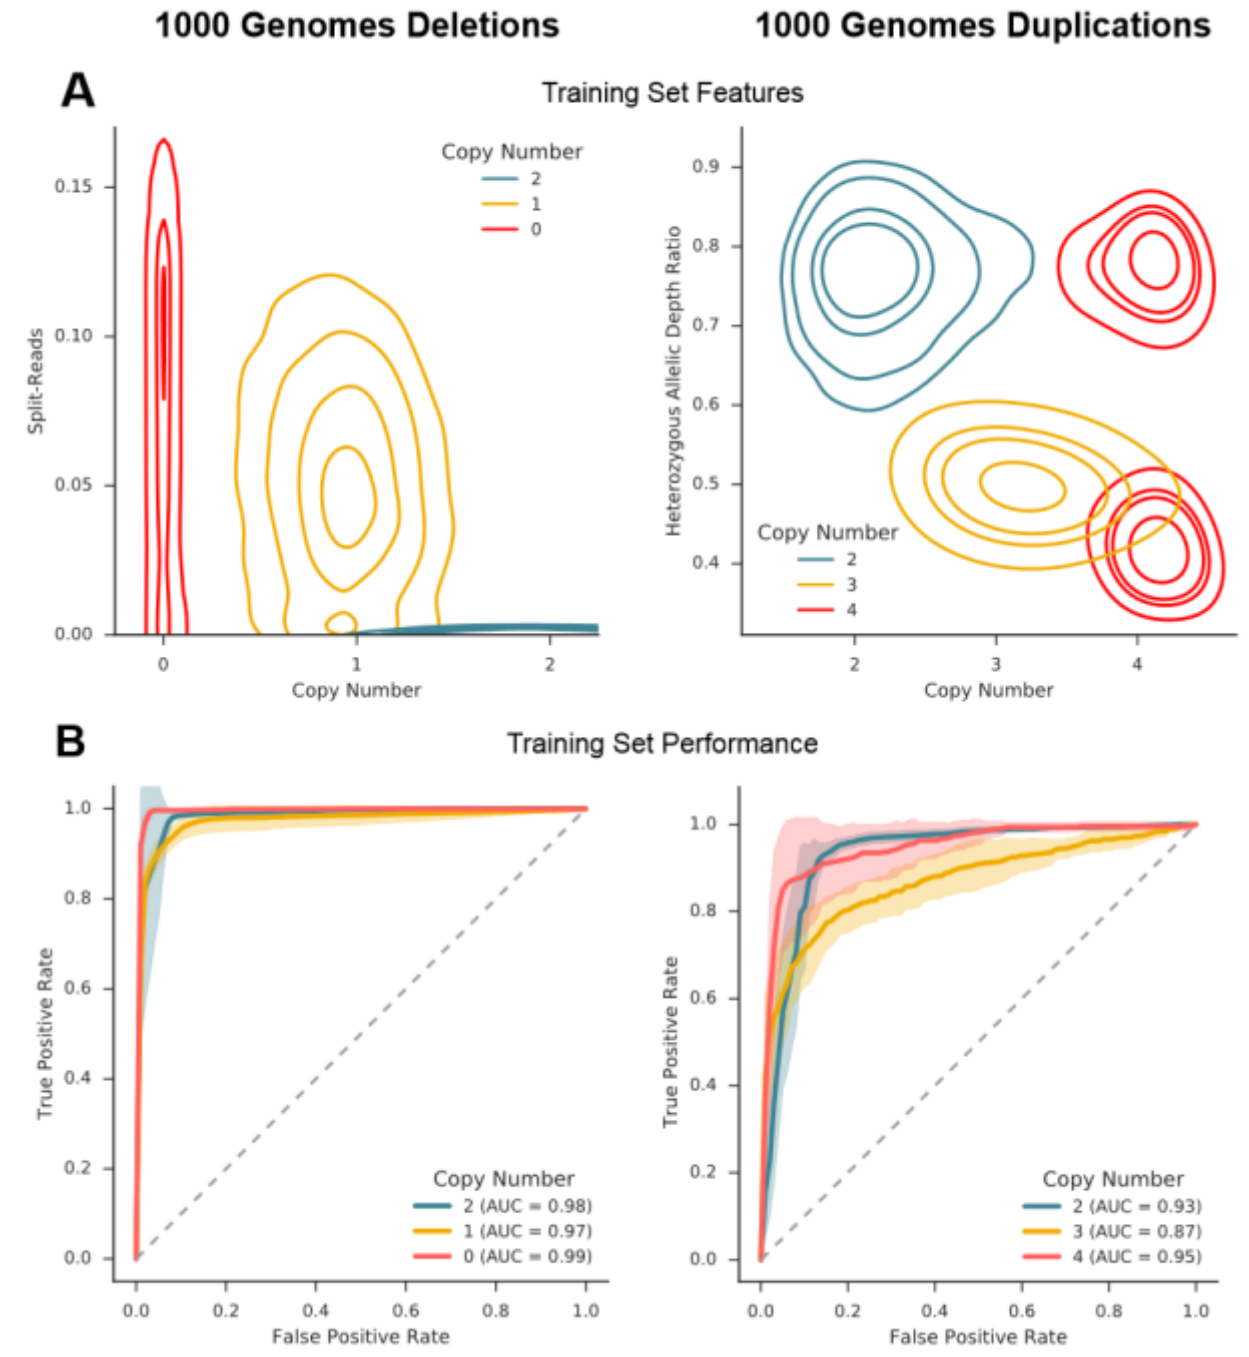 1000 Genomes Deletions
1000 Genomes Duplications
A
Training Set Features
Split-Reads
0.15
0.10
0.05
0.00
0
1
2
Copy Number
Copy Number
2
1
0
Heterozygous Allelic Depth Ratio
0.9
0.8
0.7
0.6
0.5
0.4
2
3
4
Copy Number
Copy Number
2
3
4
B
Training Set Performance
True Positive Rate
1.0
0.8
0.6
0.4
0.2
0.0
0.0
0.2
0.4
0.6
0.8
1.0
False Positive Rate
Copy Number
2 (AUC = 0.98)
1 (AUC = 0.97)
0 (AUC = 0.99)
True Positive Rate
1.0
0.8
0.6
0.4
0.2
0.0
0.0
0.2
0.4
0.6
0.8
1.0
False Positive Rate
Copy Number
2 (AUC = 0.93)
3 (AUC = 0.87)
4 (AUC = 0.95)